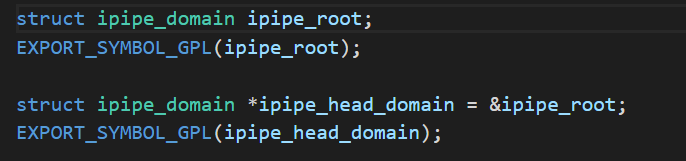 struct ipipe_domain ipipe_root;
EXPORT_SYMBOL_GPL(ipipe_root);
struct ipipe_domain *ipipe_head_domain = &ipipe_root;
EXPORT_SYMBOL_GPL(ipipe_head_domain);